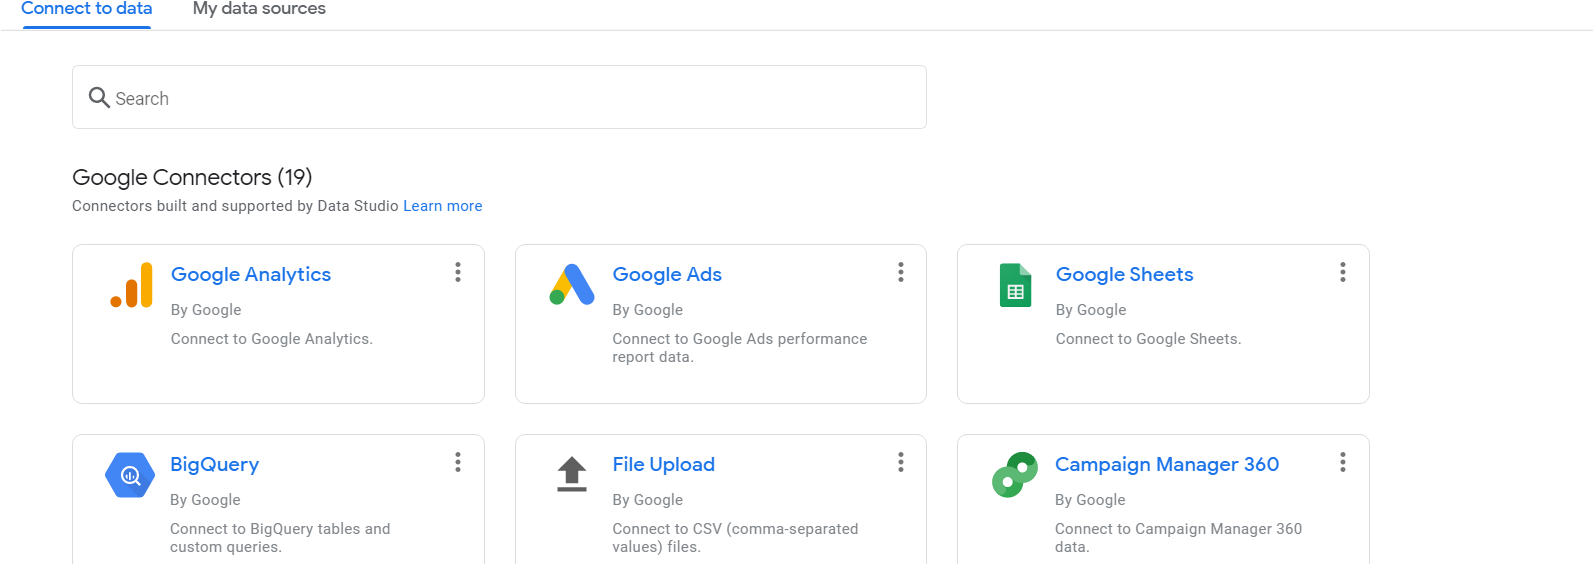 Connect to data
My data sources
Search
Google Connectors (19)
Connectors built and supported by Data Studio Learn more
Google Analytics
By Google
Connect to Google Analytics.
Google Ads
By Google
Connect to Google Ads performance
report data.
Google Sheets
By Google
Connect to Google Sheets.
BigQuery
By Google
Connect to BigQuery tables and
custom queries.
File Upload
By Google
Connect to CSV (comma-separated
values) files.
Campaign Manager 360
By Google
Connect to Campaign Manager 360
data.